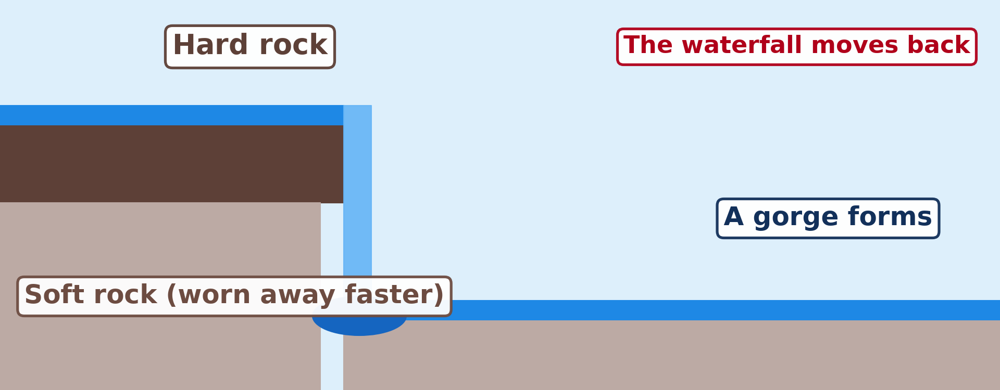 Hard rock
The waterfall moves back
A gorge forms
Soft rock (worn away faster)